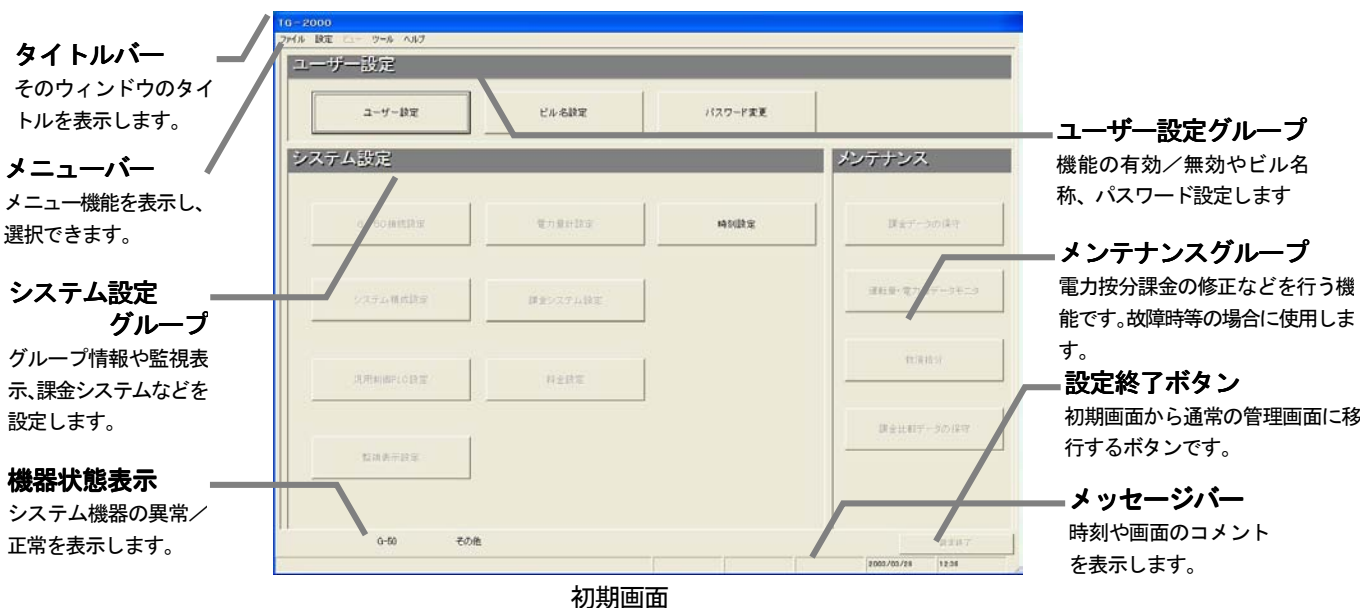 TG-2000
ファイル 設定 ビュー ツール ヘルプ
ユーザー設定
ユーザー設定 ビル名設定 パスワード変更
システム設定
メンテナンス
電力量計設定 時刻設定
システム構成設定 課金システム設定
汎用制御PLC設定 料金設定
監視表示設定
課金データの保守
課金比較データの保守
G-50 その他
設定終了
2003/03/28 12:36
タイトルバー
そのウィンドウのタイ
トルを表示します。
メニューバー
メニュー機能を表示し、
選択できます。
システム設定
グループ
グループ情報や監視表
示、課金システムなどを
設定します。
機器状態表示
システム機器の異常／
正常を表示します。
ユーザー設定グループ
機能の有効／無効やビル名
称、パスワード設定します
メンテナンスグループ
電力按分課金の修正などを行う機
能です。故障時等の場合に使用しま
す。
設定終了ボタン
初期画面から通常の管理画面に移
行するボタンです。
メッセージバー
時刻や画面のコメント
を表示します。
初期画面